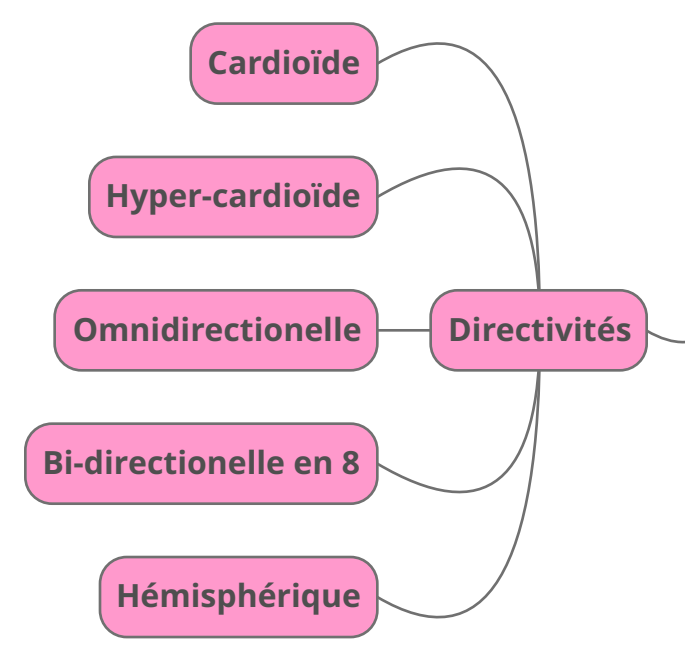 Cardioïde
Hyper-cardioïde
Omnidirectionelle
Directivités
Bi-directionelle en 8
Hémisphérique